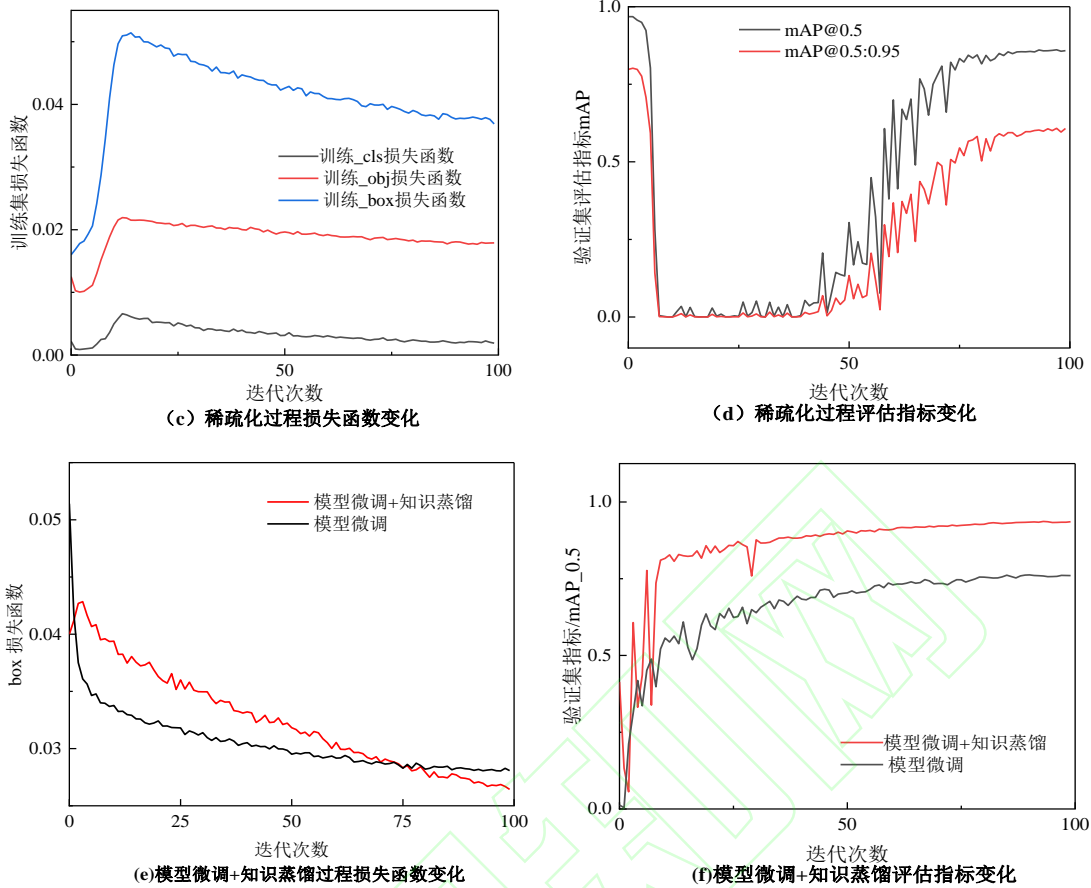 训练集损失函数
0.04
0.02
0.00
训练_cls损失函数
训练_obj损失函数
训练_box损失函数
0
50
100
迭代次数
（c）稀疏化过程损失函数变化
验证集评估指标mAP
1.0
0.5
0.0
mAP@0.5
mAP@0.5:0.95
0
50
100
迭代次数
（d）稀疏化过程评估指标变化
box 损失函数
0.05
0.04
0.03
模型微调+知识蒸馏
模型微调
0
25
50
75
100
迭代次数
(e)模型微调+知识蒸馏过程损失函数变化
验证集指标/mAP_0.5
1.0
0.5
0.0
模型微调+知识蒸馏
模型微调
0
50
100
迭代次数
(f)模型微调+知识蒸馏评估指标变化